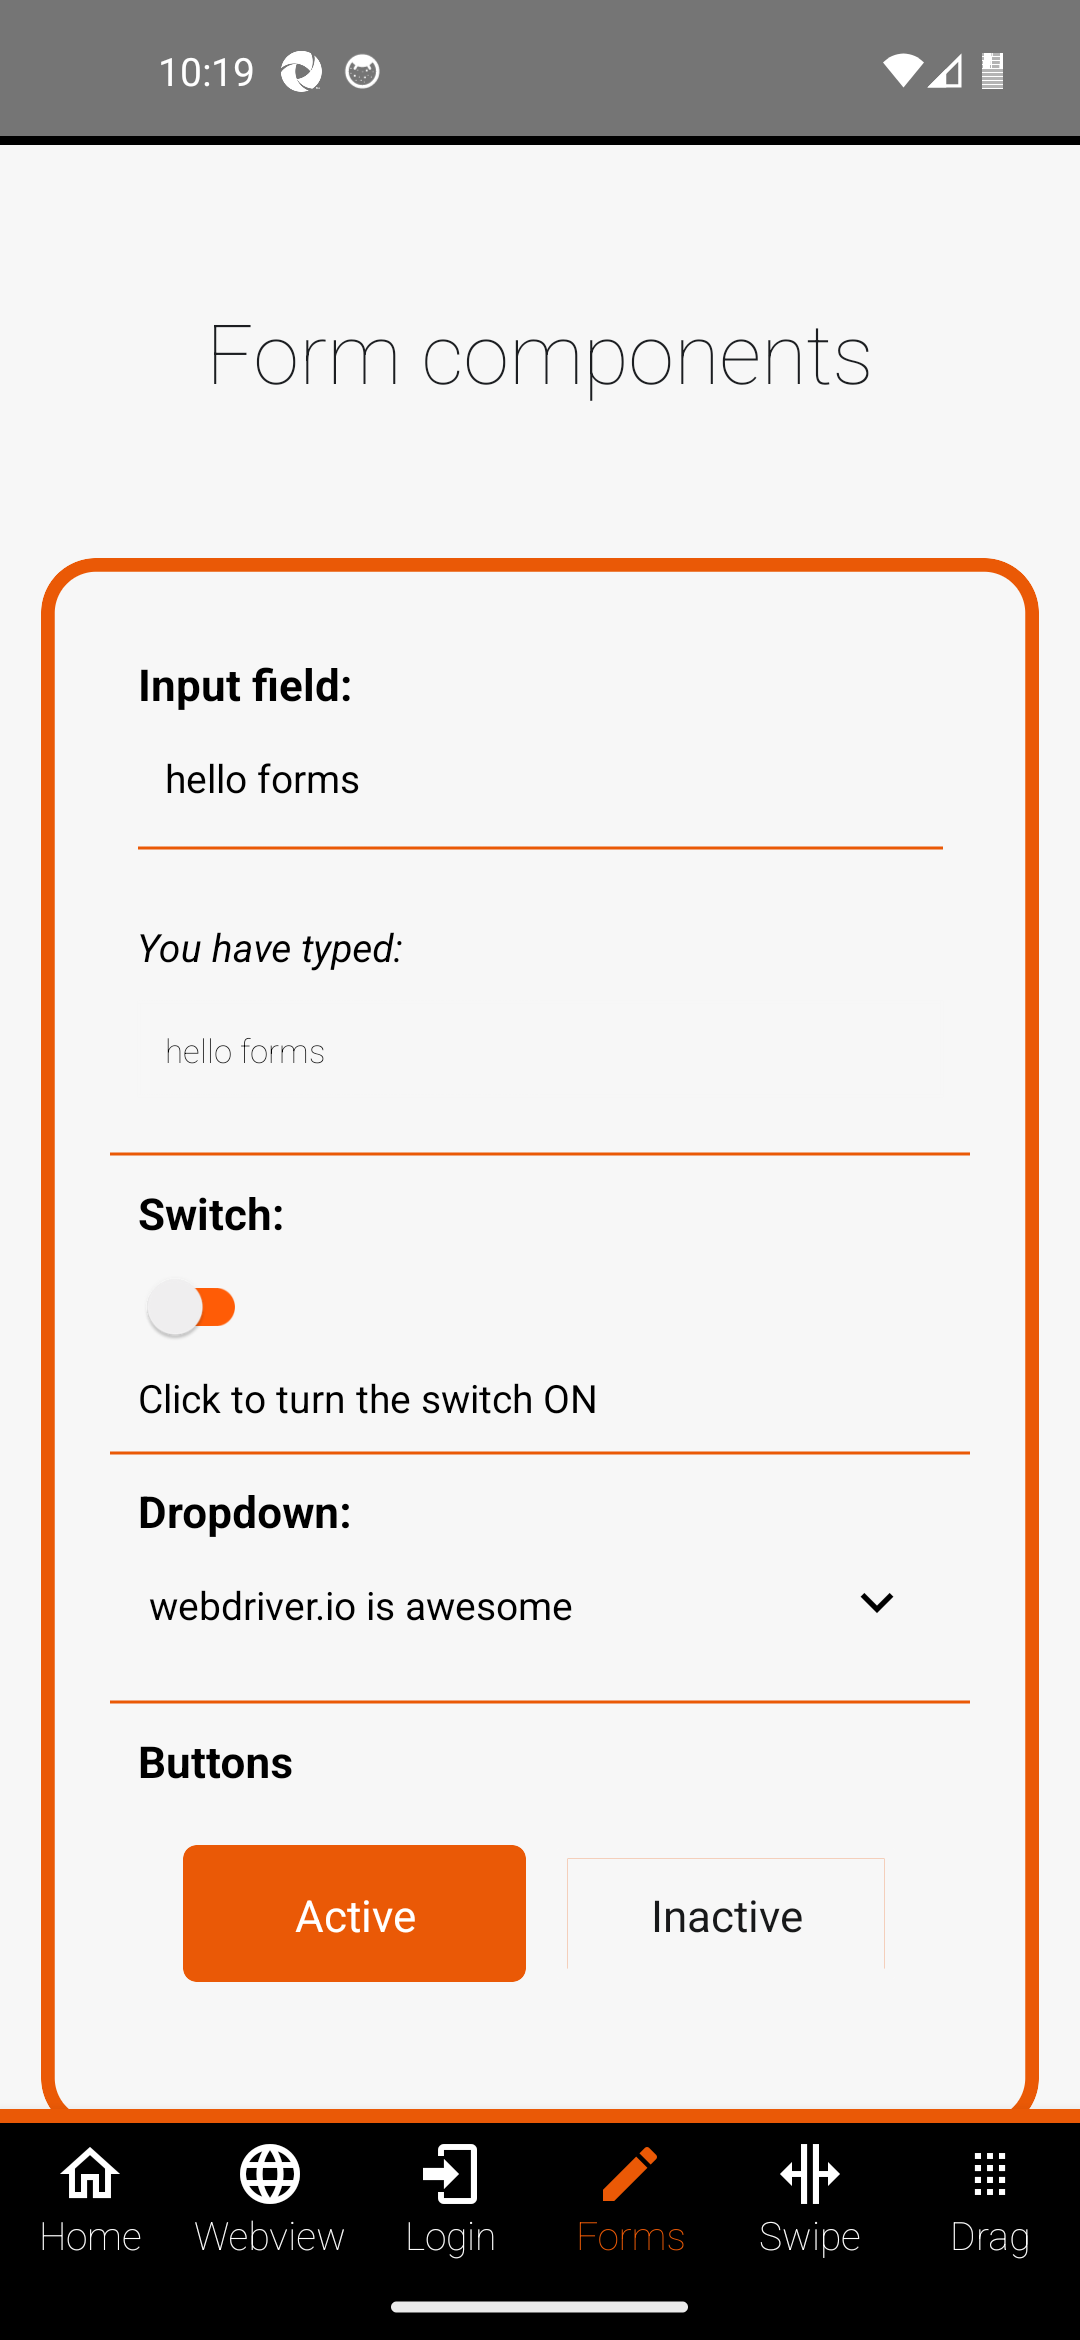 10:19
Form components
Input field:
hello forms
You have typed:
hello forms
Switch:
Click to turn the switch ON
Dropdown:
webdriver.io is awesome
Buttons
Active Inactive
Home Webview Login Forms Swipe Drag